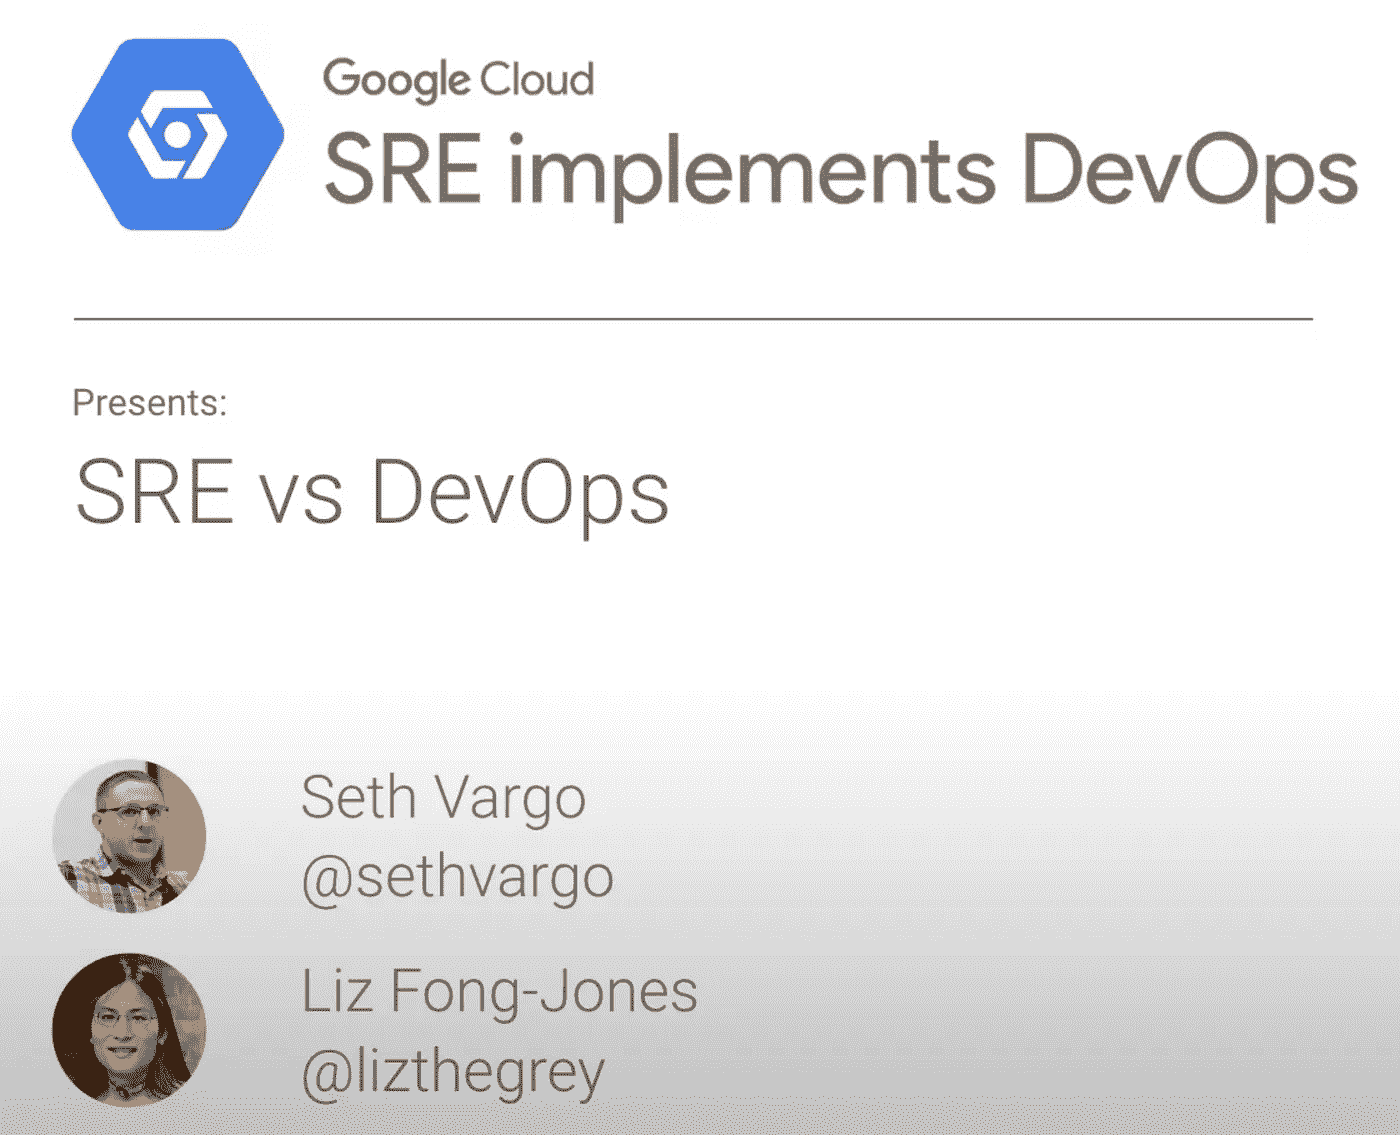 Google Cloud
SRE implements DevOps
Presents:
SRE vs DevOps
Seth Vargo
@sethvargo
Liz Fong-Jones
@lizthegrey